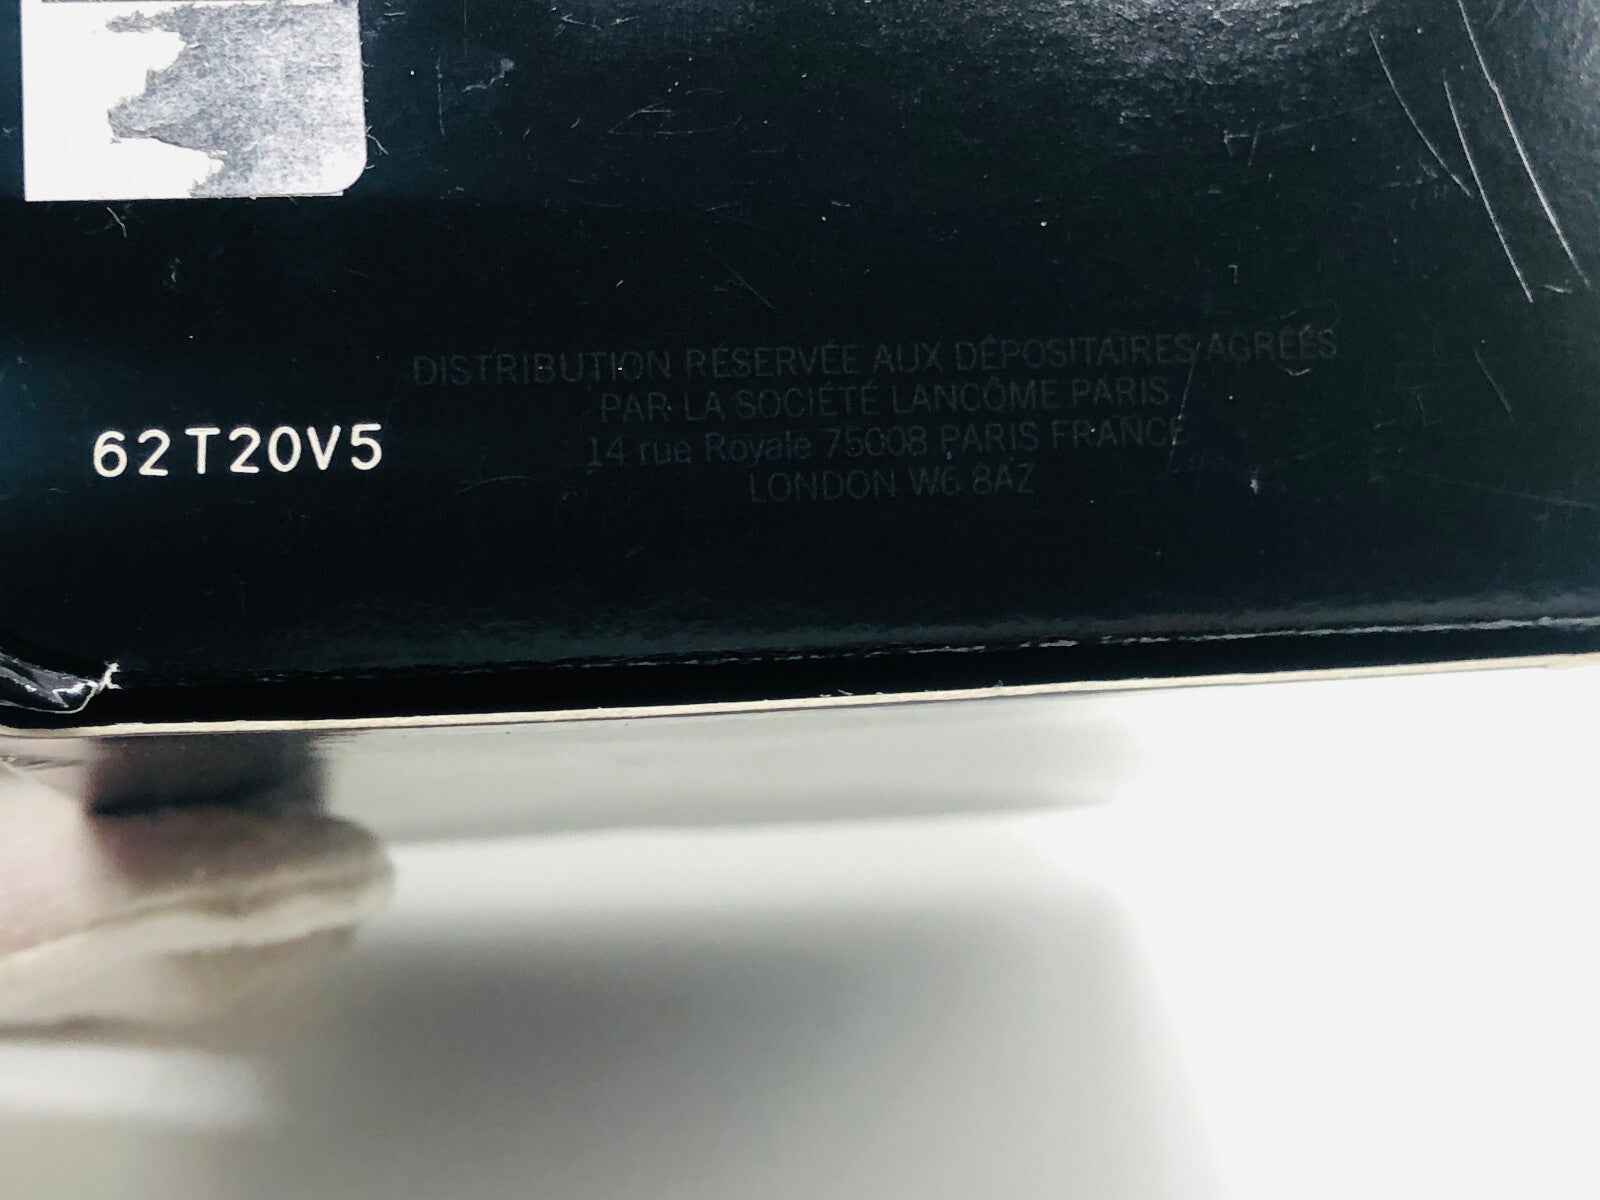 DISTRIBUTION RÉSERVÉE AUX DÉPOSITAIRES AGRÉÉS
PAR LA SOCIÉTÉ LANCÔME PARIS
14 rue Royale 75008 PARIS FRANCE
LONDON W6 8AZ
62T20V5